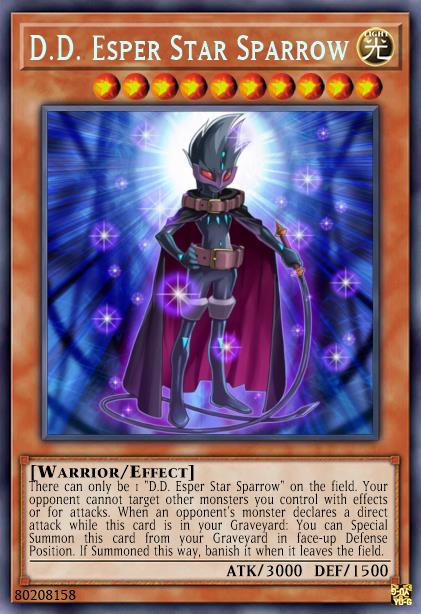 D.D. Esper Star Sparrow
LIGHT
光
[Warrior/Effect]
There can only be 1 "D.D. Esper Star Sparrow" on the field. Your
opponent cannot target other monsters you control with effects
or for attacks. When an opponent's monster declares a direct
attack while this card is in your Graveyard: You can Special
Summon this card from your Graveyard in face-up Defense
Position. If Summoned this way, banish it when it leaves the field.
ATK/3000 DEF/1500
80208158